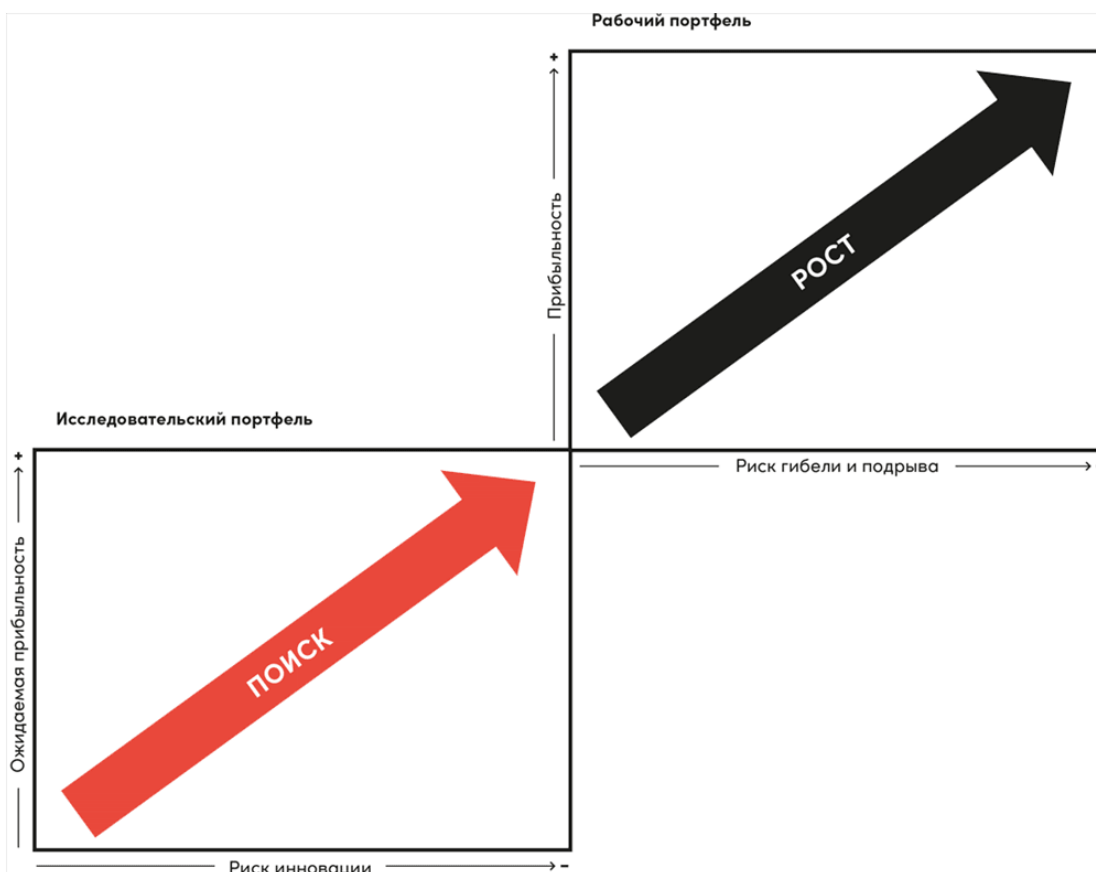 Рабочий портфель
+
Прибыльность
РОСТ
Риск гибели и подрыва
-
Исследовательский портфель
+
Ожидаемая прибыльность
ПОИСК
Риск инновации
-